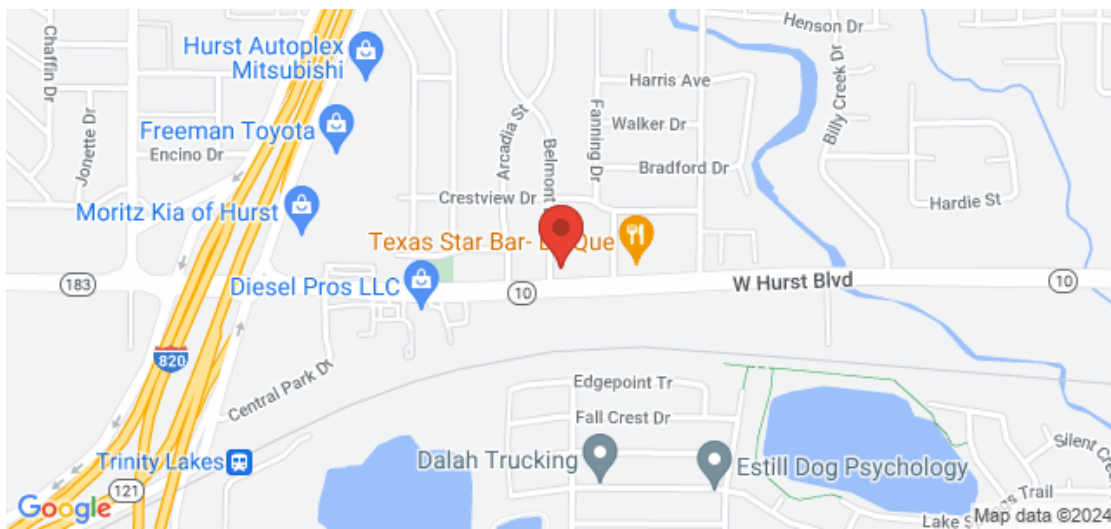 Chaffin Dr
Jonette Dr
Encino Dr
Hurst Autoplex
Mitsubishi
Freeman Toyota
Moritz Kia of Hurst
Arcadia St
Belmont
Crestview Dr
Fanning Dr
Harris Ave
Walker Dr
Bradford Dr
Henson Dr
Billy Creek Dr
Hardie St
Texas Star Bar-
Que
183
Diesel Pros LLC
10
W Hurst Blvd
10
820
Central Park Dr
Trinity Lakes
121
Edgepoint Tr
Fall Crest Dr
Dalah Trucking
Estill Dog Psychology
Silent
Trail
Google
Map data ©2024